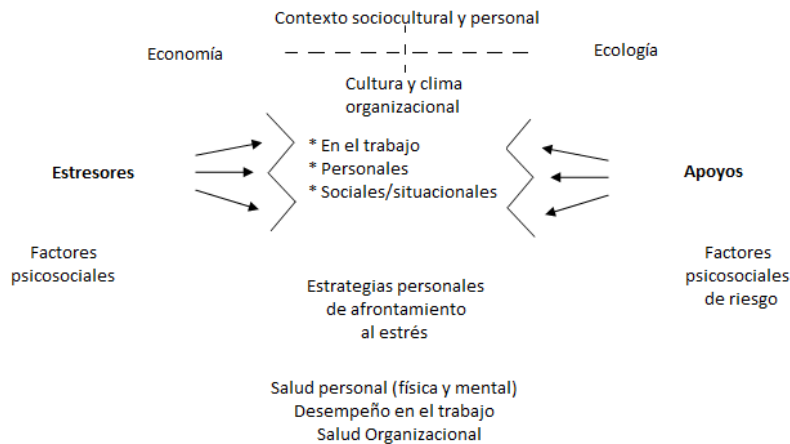 Contexto sociocultural y personal
Economía
Ecología
Cultura y clima
organizacional
* En el trabajo
* Personales
* Sociales/situacionales
Estresores
Apoyos
Factores
psicosociales
Factores
psicosociales
de riesgo
Estrategias personales
de afrontamiento
al estrés
Salud personal (física y mental)
Desempeño en el trabajo
Salud Organizacional